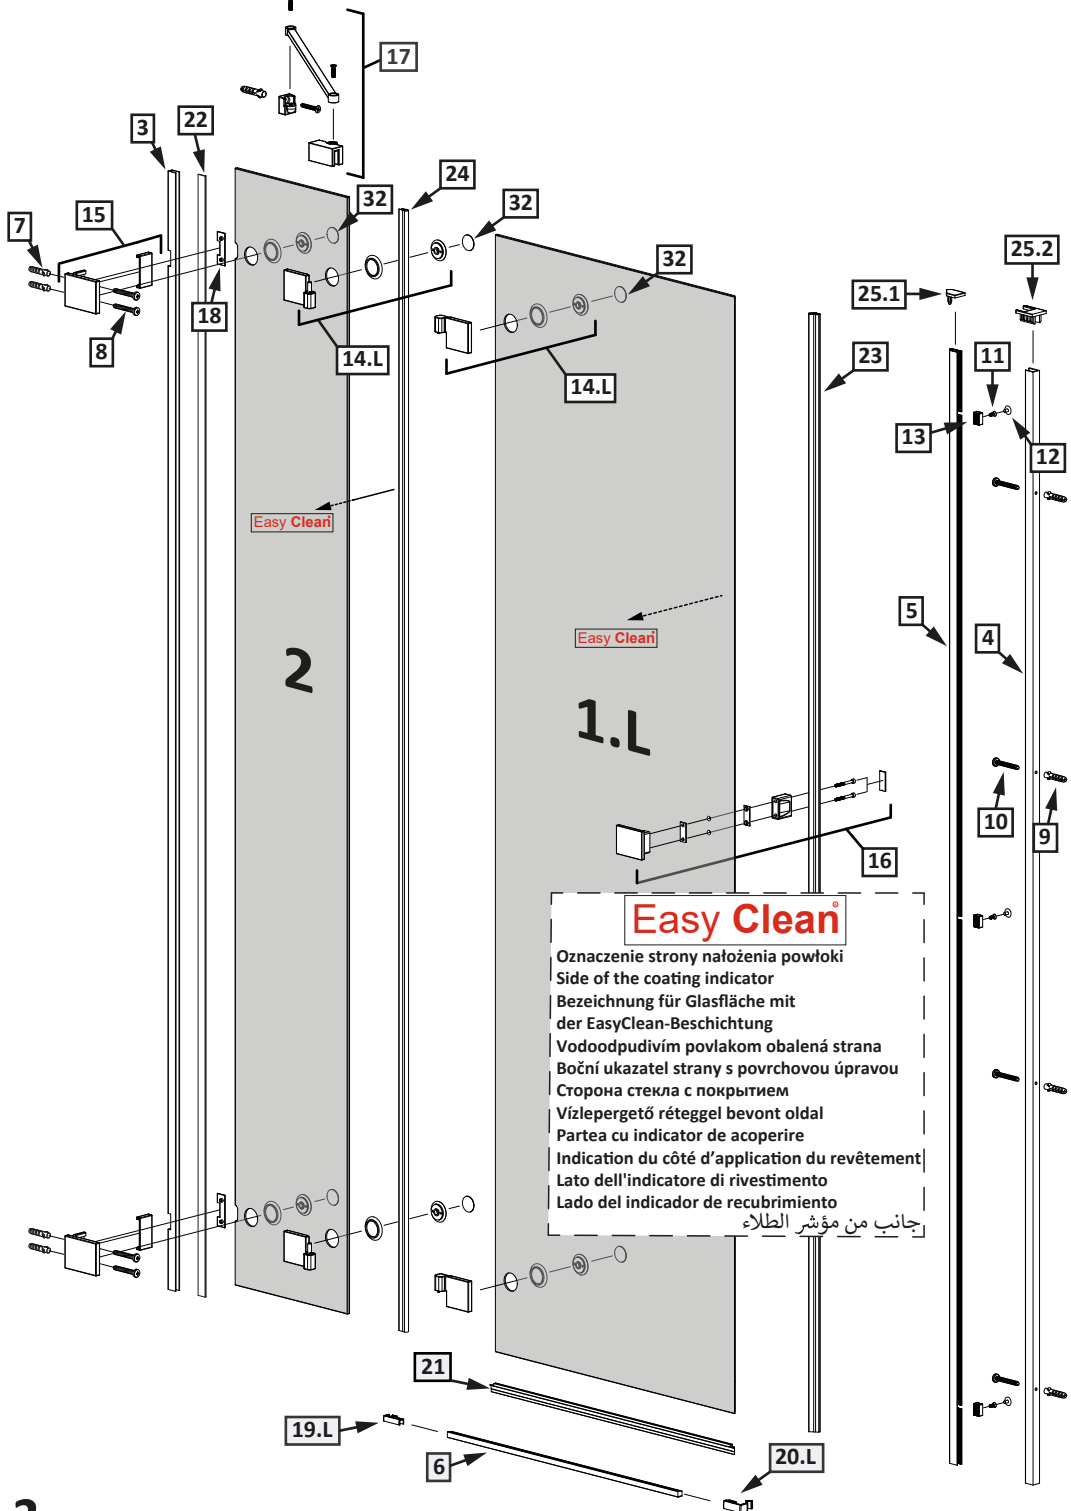 17
3
22
24
32
32
7
15
32
25.2
25.1
18
8
14.L
23
11
14.L
13
12
Easy Clean
5
Easy Clean
4
2
1.L
10
9
16
Easy Clean®
Oznaczenie strony nałożenia powłoki
Side of the coating indicator
Bezeichnung für Glasfläche mit
der EasyClean-Beschichtung
Vodoodpudivím povlakom obalená strana
Boční ukazatel strany s povrchovou úpravou
Сторона стекла с покрытием
Vízlepergető réteggel bevont oldal
Partea cu indicator de acoperire
Indication du côté d’application du revêtement
Lato dell'indicatore di rivestimento
Lado del indicador de recubrimiento
جانب من مؤشر الطلاء
21
19.L
6
20.L